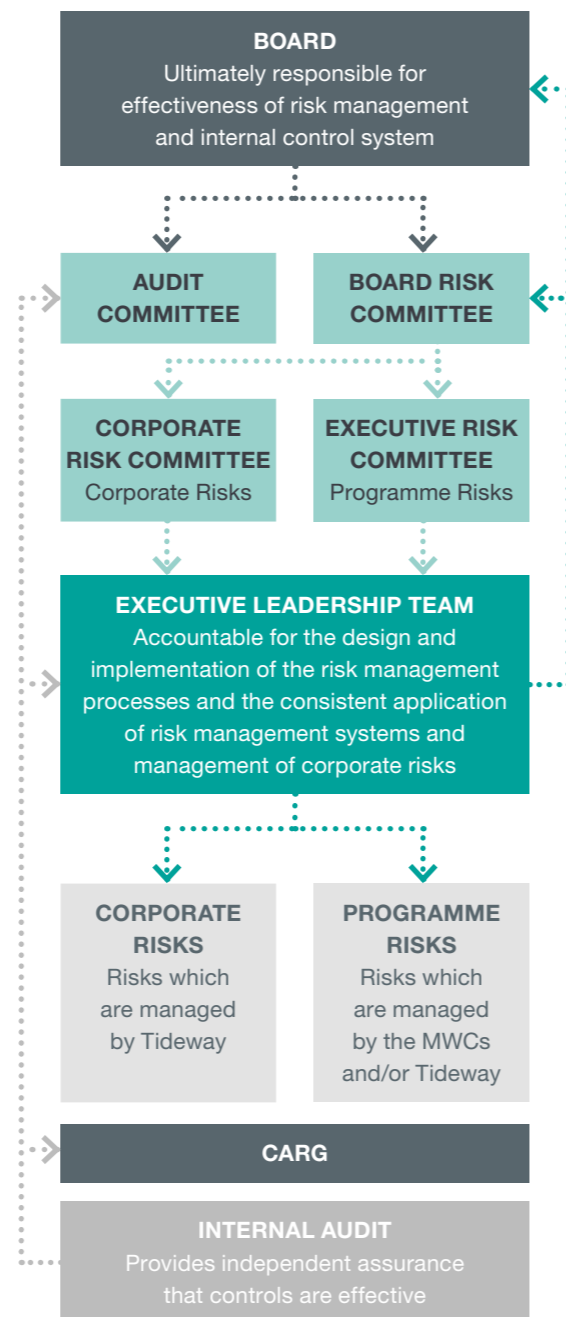 BOARD
Ultimately responsible for
effectiveness of risk management
and internal control system
AUDIT
COMMITTEE
BOARD RISK
COMMITTEE
CORPORATE
RISK COMMITTEE
Corporate Risks
EXECUTIVE RISK
COMMITTEE
Programme Risks
EXECUTIVE LEADERSHIP TEAM
Accountable for the design and
implementation of the risk management
processes and the consistent application
of risk management systems and
management of corporate risks
CORPORATE
RISKS
Risks which
are managed
by Tideway
PROGRAMME
RISKS
Risks which
are managed
by the MWCs
and/or Tideway
CARG
INTERNAL AUDIT
Provides independent assurance
that controls are effective